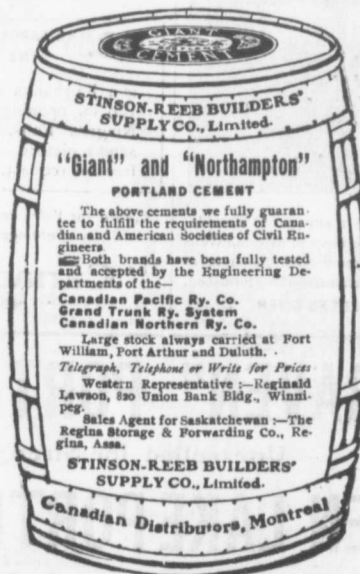 GIANT
CEMENT
STINSON-REEB BUILDERS'
SUPPLY CO., Limited.
"Giant" and "Northampton"
PORTLAND CEMENT
The above cements we fully guaran-
tee to fulfill the requirements of Cana-
dian and American Societies of Civil En-
gineers
Both brands have been fully tested
and accepted by the Engineering De-
partments of the—
Canadian Pacific Ry. Co.
Grand Trunk Ry. System
Canadian Northern Ry. Co.
Large stock always carried at Fort
William, Port Arthur and Duluth.
Telegraph, Telephone or Write for Prices
Western Representative :—Reginald
Lawson, 820 Union Bank Bldg., Winni-
peg.
Sales Agent for Saskatchewan :—The
Regina Storage & Forwarding Co., Re-
gina, Assa.
STINSON-REEB BUILDERS'
SUPPLY CO., Limited.
Canadian Distributors, Montreal